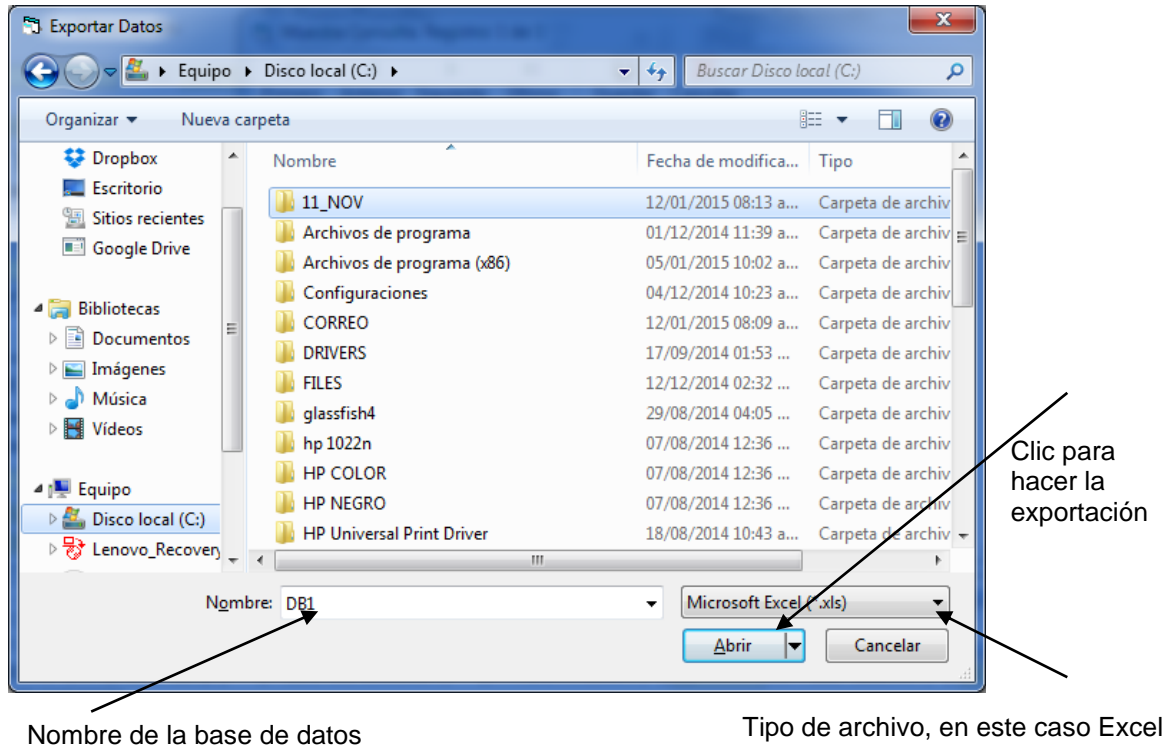 Exportar Datos
Equipo Disco local (C:) Buscar Disco local (C:)
Organizar Nueva carpeta
Dropbox
Escritorio
Sitios recientes
Google Drive
Bibliotecas
Documentos
Imágenes
Música
Vídeos
Equipo
Disco local (C:)
Lenovo_Recovery
Nombre Fecha de modifica... Tipo
11_NOV 12/01/2015 08:13 a... Carpeta de archiv
Archivos de programa 01/12/2014 11:39 a... Carpeta de archiv
Archivos de programa (x86) 05/01/2015 10:02 a... Carpeta de archiv
Configuraciones 04/12/2014 10:23 a... Carpeta de archiv
CORREO 12/01/2015 08:09 a... Carpeta de archiv
DRIVERS 17/09/2014 01:53 ... Carpeta de archiv
FILES 12/12/2014 02:32 ... Carpeta de archiv
glassfish4 29/08/2014 04:05 ... Carpeta de archiv
hp 1022n 07/08/2014 12:36 ... Carpeta de archiv
HP COLOR 07/08/2014 12:36 ... Carpeta de archiv
HP NEGRO 07/08/2014 12:36 ... Carpeta de archiv
HP Universal Print Driver 18/08/2014 10:43 a... Carpeta de archiv
Nombre: DB1 Microsoft Excel (*.xls)
Abrir Cancelar
Clic para
hacer la
exportación
Nombre de la base de datos
Tipo de archivo, en este caso Excel